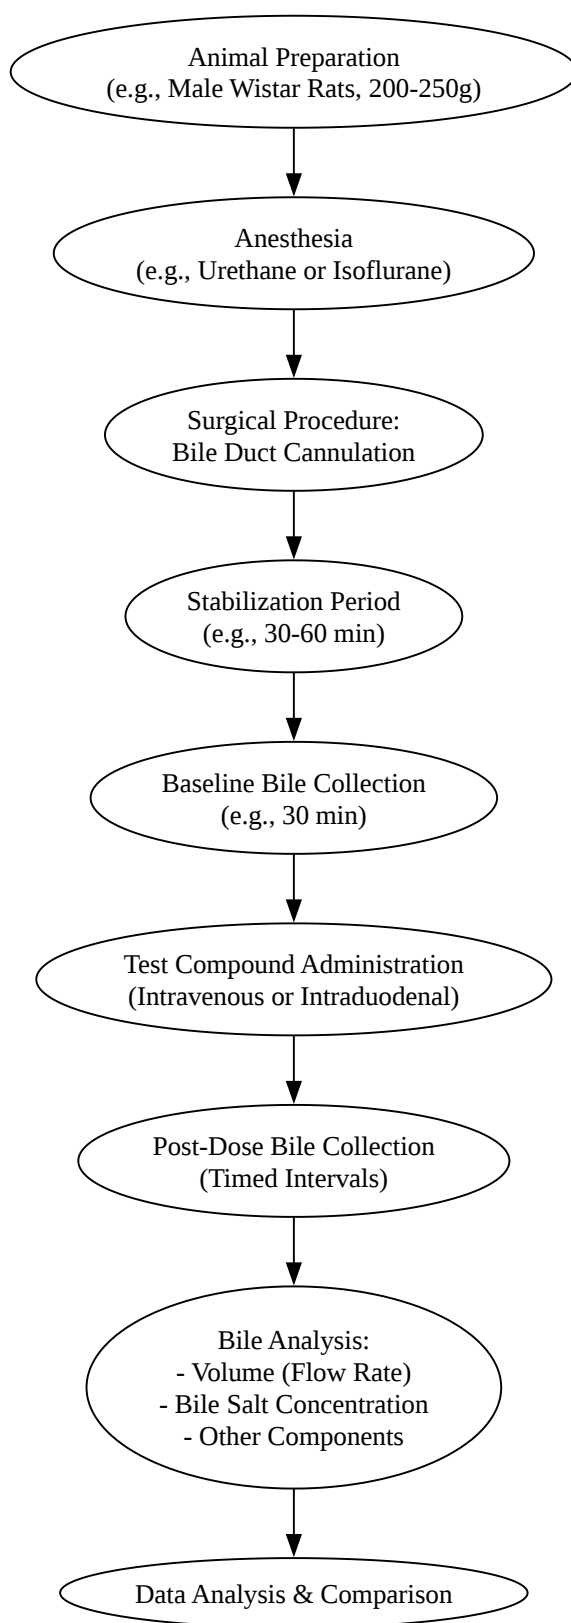 Animal Preparation
(e.g., Male Wistar Rats, 200-250g)
Anesthesia
(e.g., Urethane or Isoflurane)
Surgical Procedure:
Bile Duct Cannulation
Stabilization Period
(e.g., 30-60 min)
Baseline Bile Collection
(e.g., 30 min)
Test Compound Administration
(Intravenous or Intraduodenal)
Post-Dose Bile Collection
(Timed Intervals)
Bile Analysis:
- Volume (Flow Rate)
- Bile Salt Concentration
- Other Components
Data Analysis & Comparison